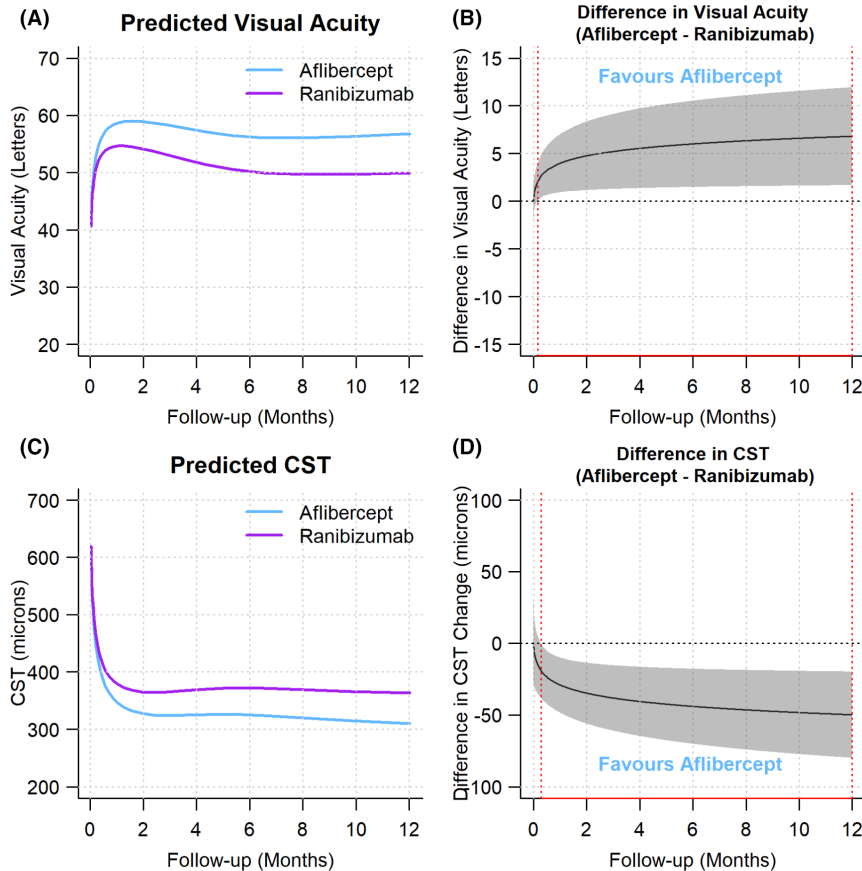 (A)
Predicted Visual Acuity
Visual Acuity (Letters)
70
60
50
40
70
20
Aflibercept
Ranibizumab
0 2 4 6 8 10 12
Follow-up (Months)
(B)
Difference in Visual Acuity
(Aflibercept - Ranibizumab)
Difference in Visual Acuity (Letters)
15
10
5
0
-5
-10
-15
Favours Aflibercept
0 2 4 6 8 10 12
Follow-up (Months)
(C)
Predicted CST
CST (microns)
700
600
500
400
300
200
Aflibercept
Ranibizumab
0 2 4 6 8 10 12
Follow-up (Months)
(D)
Difference in CST
(Aflibercept - Ranibizumab)
Difference in CST Change (microns)
100
50
0
-50
100
Favours Aflibercept
0 2 4 6 8 10 12
Follow-up (Months)